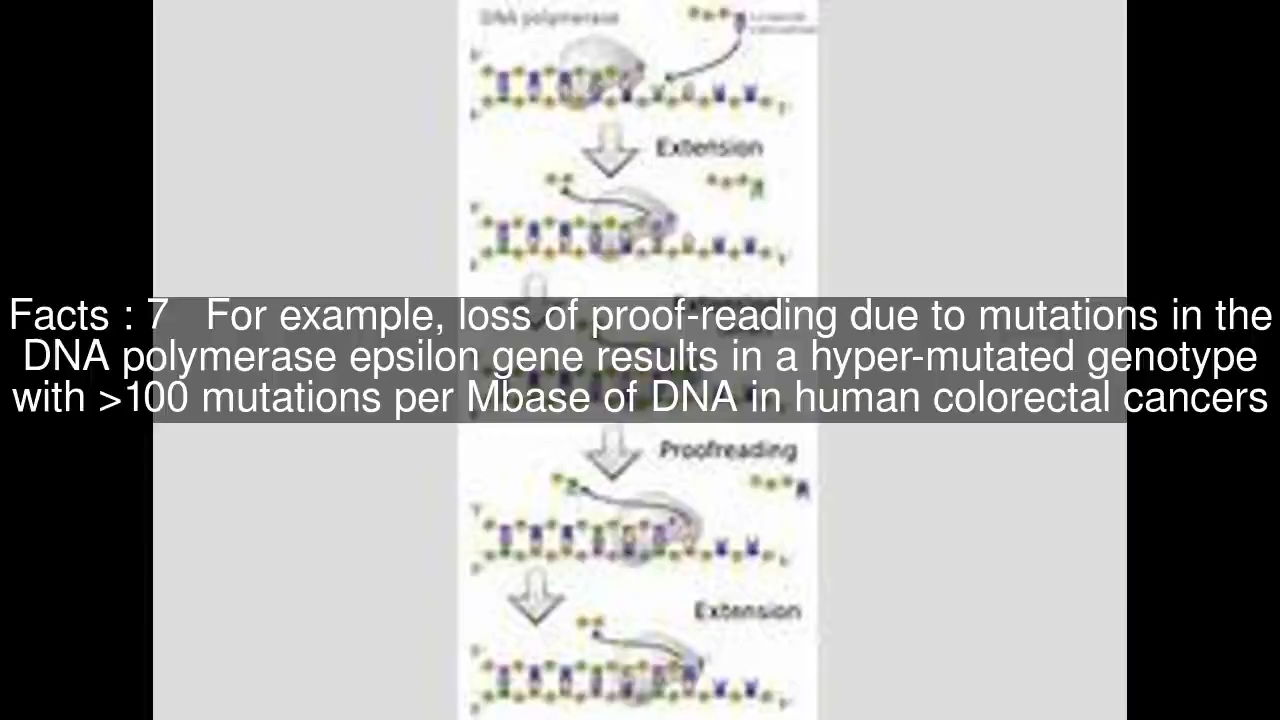 DNA polymerase
Extension
Facts : 7 For example, loss of proof-reading due to mutations in the
DNA polymerase epsilon gene results in a hyper-mutated genotype
with >100 mutations per Mbase of DNA in human colorectal cancers
Proofreading
Extension